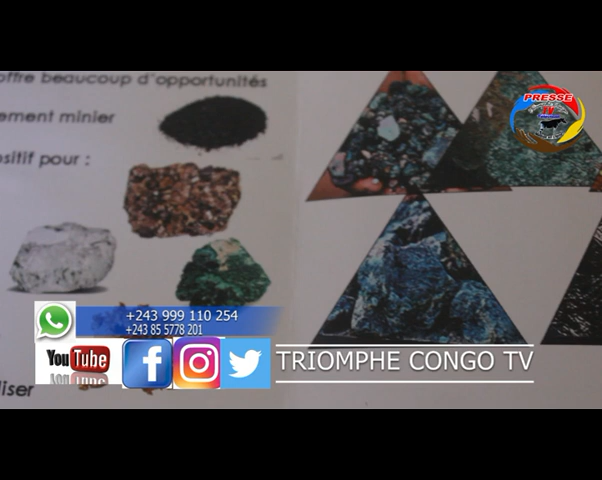 offre beaucoup d'opportunités
ement minier
ositif pour :
PRESSE
TV
+243 999 110 254
+243 85 5778 201
YouTube
TRIOMPHE CONGO TV
liser